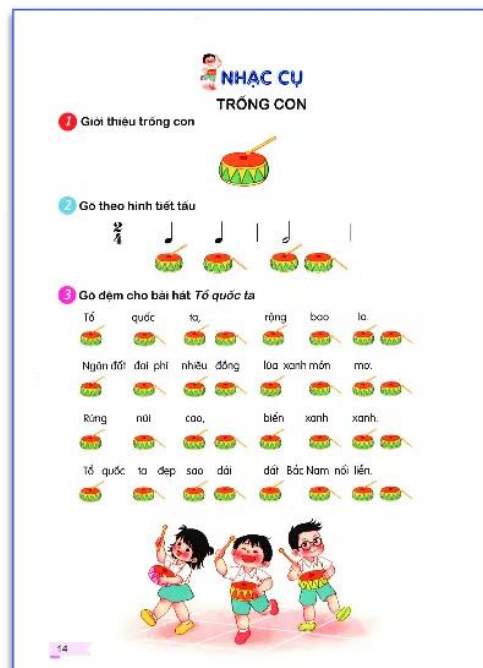 NHẠC CỤ
TRỐNG CON
1 Giới thiệu trống con
2 Gõ theo hình tiết tấu
2
4
3 Gõ đệm cho bài hát Tổ quốc ta
Tổ quốc ta, rộng bao la.
Ngàn đất đai phì nhiêu đồng lúa xanh mơn mơ.
Rừng núi cao, biển xanh xanh.
Tổ quốc ta đẹp sao dải đất Bắc Nam nối liền.
14